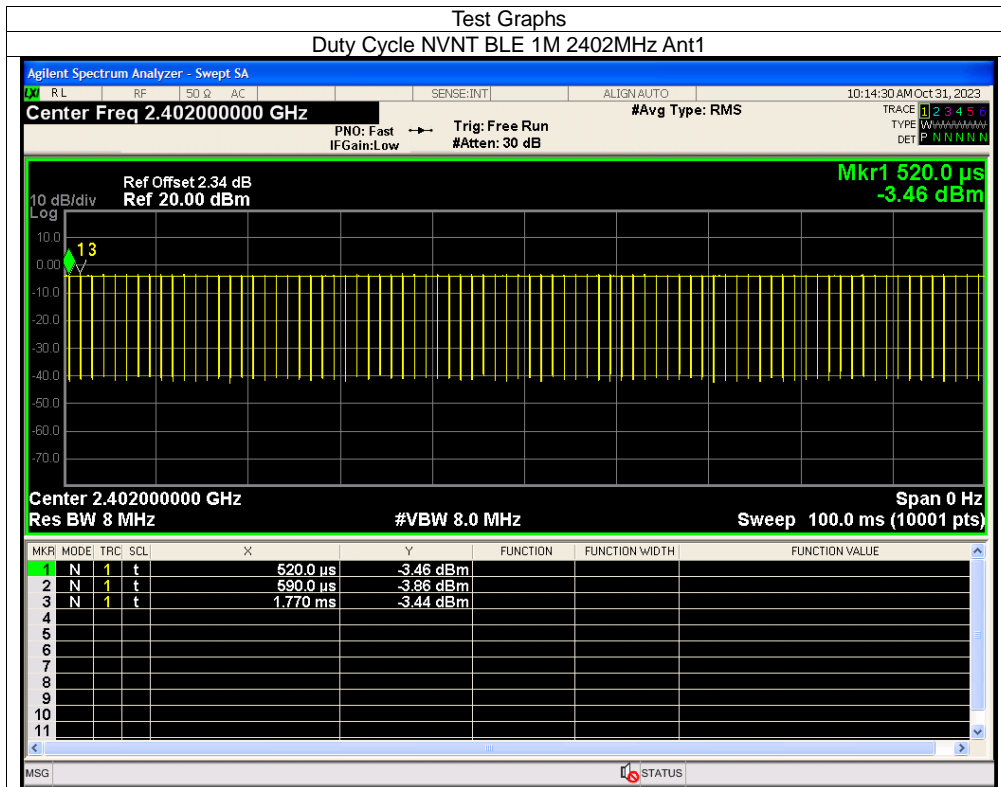 Test Graphs
Duty Cycle NVNT BLE 1M 2402MHz Ant1
Agilent Spectrum Analyzer - Swept SA
LXI RL RF 50 Ω AC SENSE:INT ALIGN AUTO 10:14:30 AM Oct 31, 2023
Center Freq 2.402000000 GHz #Avg Type: RMS TRACE 1 2 3 4 5 6
PNO: Fast Trig: Free Run TYPE WWWWWW
IFGain:Low #Atten: 30 dB DET P N N N N N
Mkr1 520.0 µs
Ref Offset 2.34 dB
10 dB/div Ref 20.00 dBm -3.46 dBm
Log
10.0
1 3
0.00
-10.0
-20.0
-30.0
-40.0
-50.0
-60.0
-70.0
Center 2.402000000 GHz Span 0 Hz
Res BW 8 MHz #VBW 8.0 MHz Sweep 100.0 ms (10001 pts)
MKR MODE TRC SCL X Y FUNCTION FUNCTION WIDTH FUNCTION VALUE
1 N 1 t 520.0 µs -3.46 dBm
2 N 1 t 590.0 µs -3.86 dBm
3 N 1 t 1.770 ms -3.44 dBm
4
5
6
7
8
9
10
11
MSG STATUS